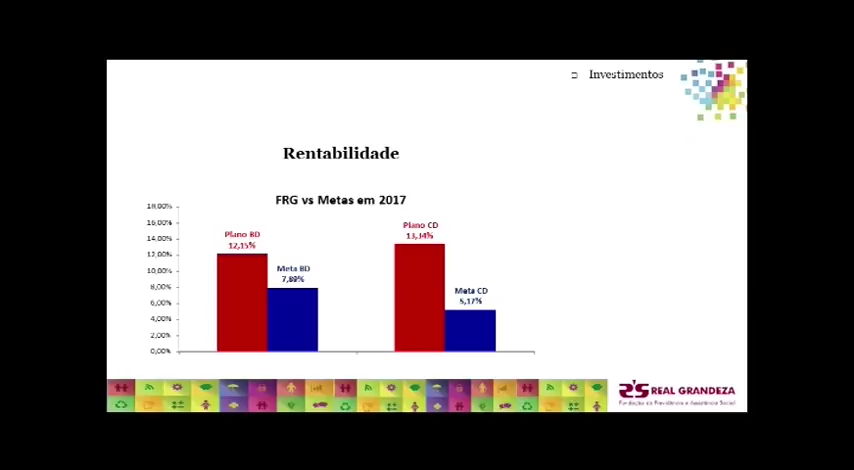 □ Investimentos
Rentabilidade
FRG vs Metas em 2017
18,00%
16,00%
14,00%
12,00%
10,00%
8,00%
6,00%
4,00%
2,00%
0,00%
Plano BD
12,15%
Meta BD
7,89%
Plano CD
13,34%
Meta CD
5,17%
REAL GRANDEZA
Fundação de Previdência e Assistência Social